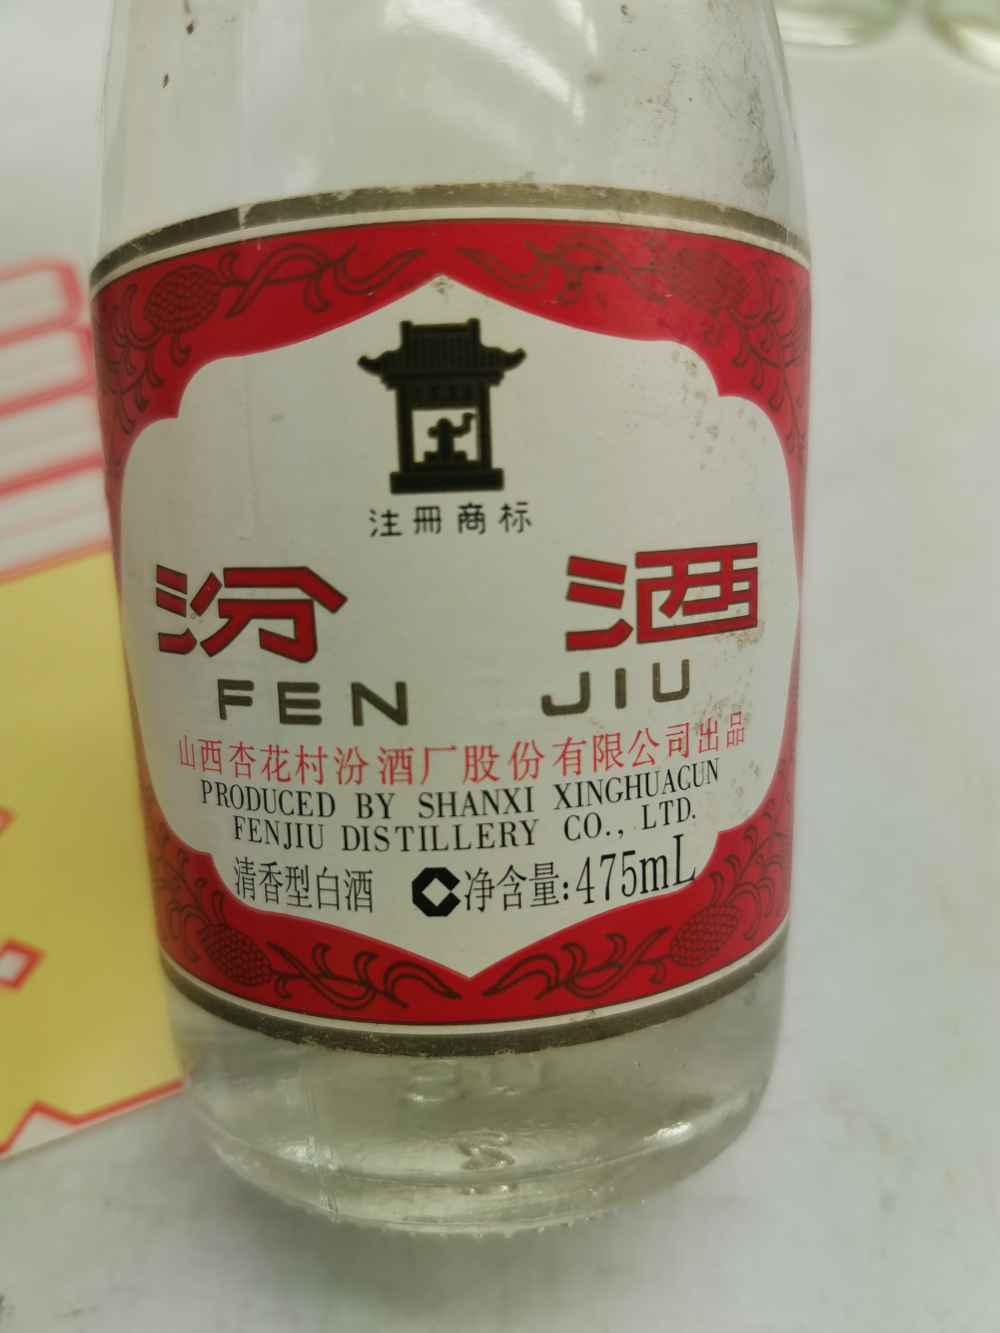 注册商标
汾酒
FEN JIU
山西杏花村汾酒厂股份有限公司出品
PRODUCED BY SHANXI XINGHUACUN
FENJIU DISTILLERY CO., LTD.
清香型白酒 净含量:475mL